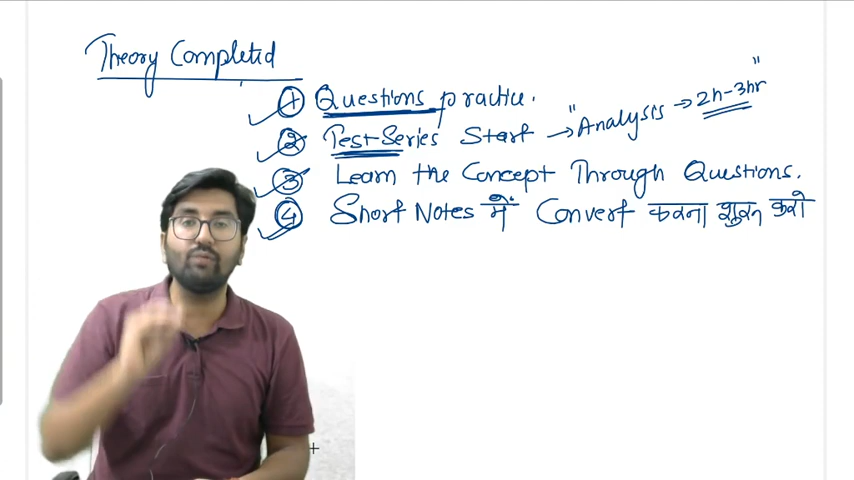 Theory Completed
1 Questions practice.
2 Test-Series Start → "Analysis → 2h-3hr"
3 Learn the Concept Through Questions.
4 Short Notes में Convert करना शुरू करो